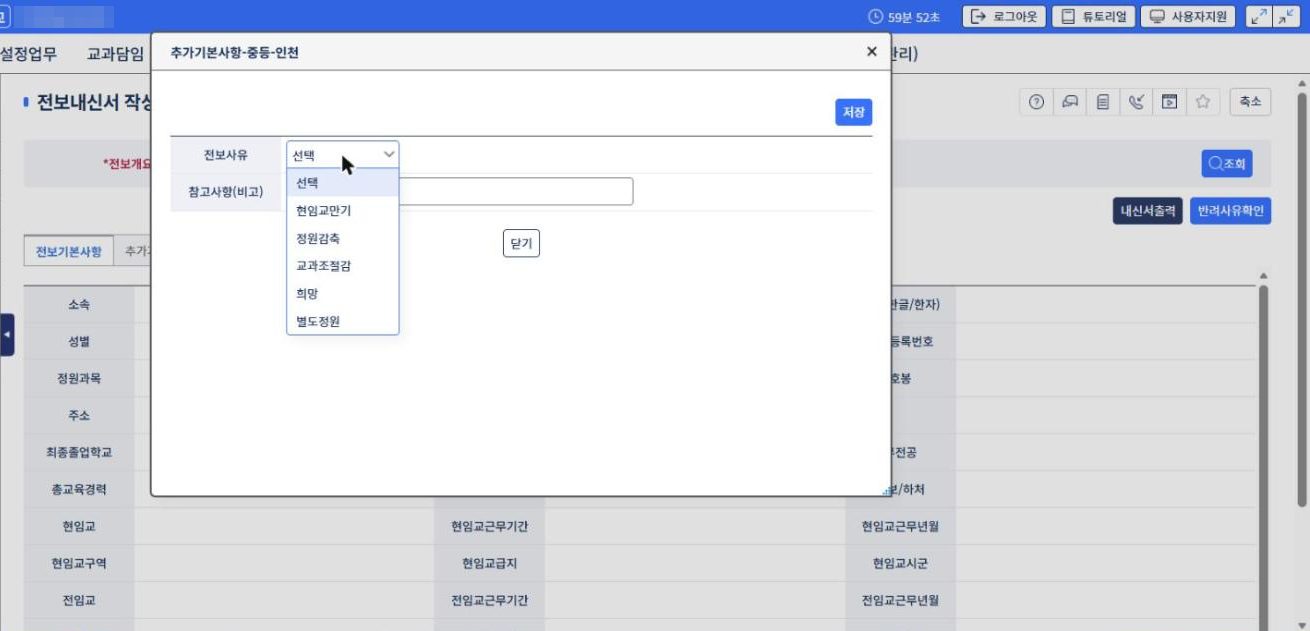 59분 52초
로그아웃
튜토리얼
사용자지원
설정업무
교과담임
추가기본사항-중등-인천
전보내신서 작성
축소
저장
전보사유
선택
*전보개요
조회
선택
참고사항(비고)
현임교만기
내신서출력
반려사유확인
정원감축
닫기
전보기본사항
추가
교과조절감
희망
별도정원
소속
한글/한자)
성별
등록번호
정원과목
호봉
주소
최종졸업학교
부전공
총교육경력
보/하처
현임교
현임교근무기간
현임교근무년월
현임교구역
현임교급지
현임교시군
전임교
전임교근무기간
전임교근무년월